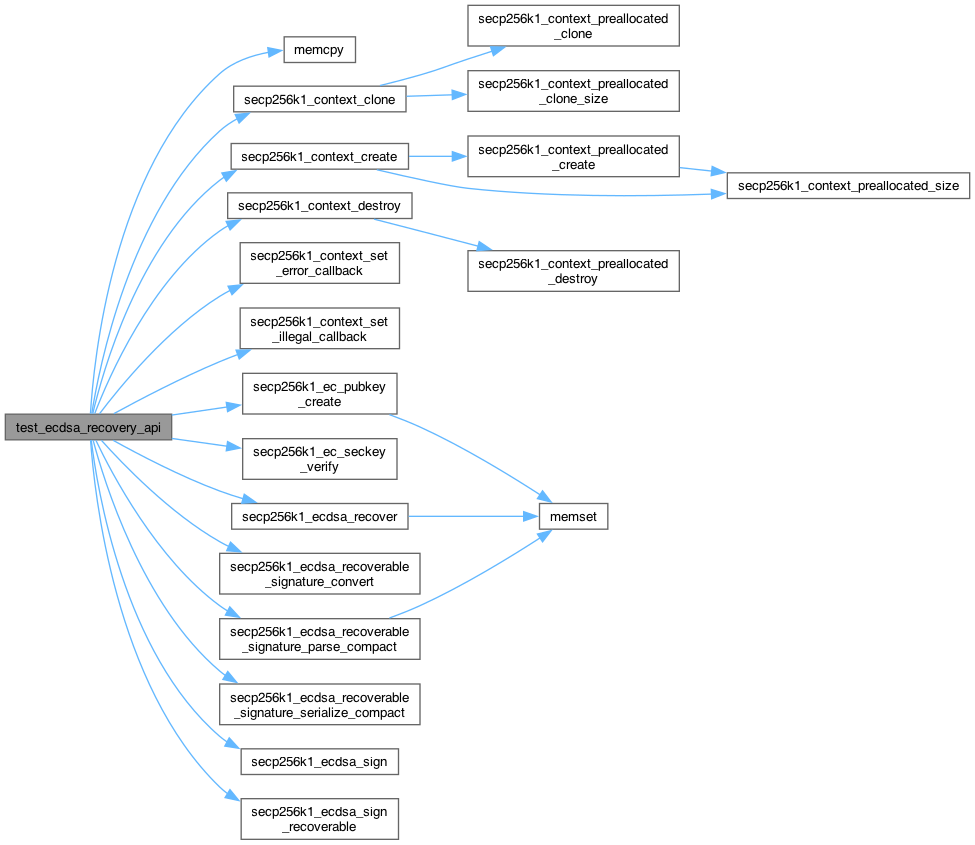 secp256k1_context_preallocated
_clone
memcpy
secp256k1_context_clone
secp256k1_context_preallocated
_clone_size
secp256k1_context_create
secp256k1_context_preallocated
_create
secp256k1_context_preallocated_size
secp256k1_context_destroy
secp256k1_context_preallocated
_destroy
secp256k1_context_set
_error_callback
secp256k1_context_set
_illegal_callback
secp256k1_ec_pubkey
_create
test_ecdsa_recovery_api
secp256k1_ec_seckey
_verify
secp256k1_ecdsa_recover
memset
secp256k1_ecdsa_recoverable
_signature_convert
secp256k1_ecdsa_recoverable
_signature_parse_compact
secp256k1_ecdsa_recoverable
_signature_serialize_compact
secp256k1_ecdsa_sign
secp256k1_ecdsa_sign
_recoverable